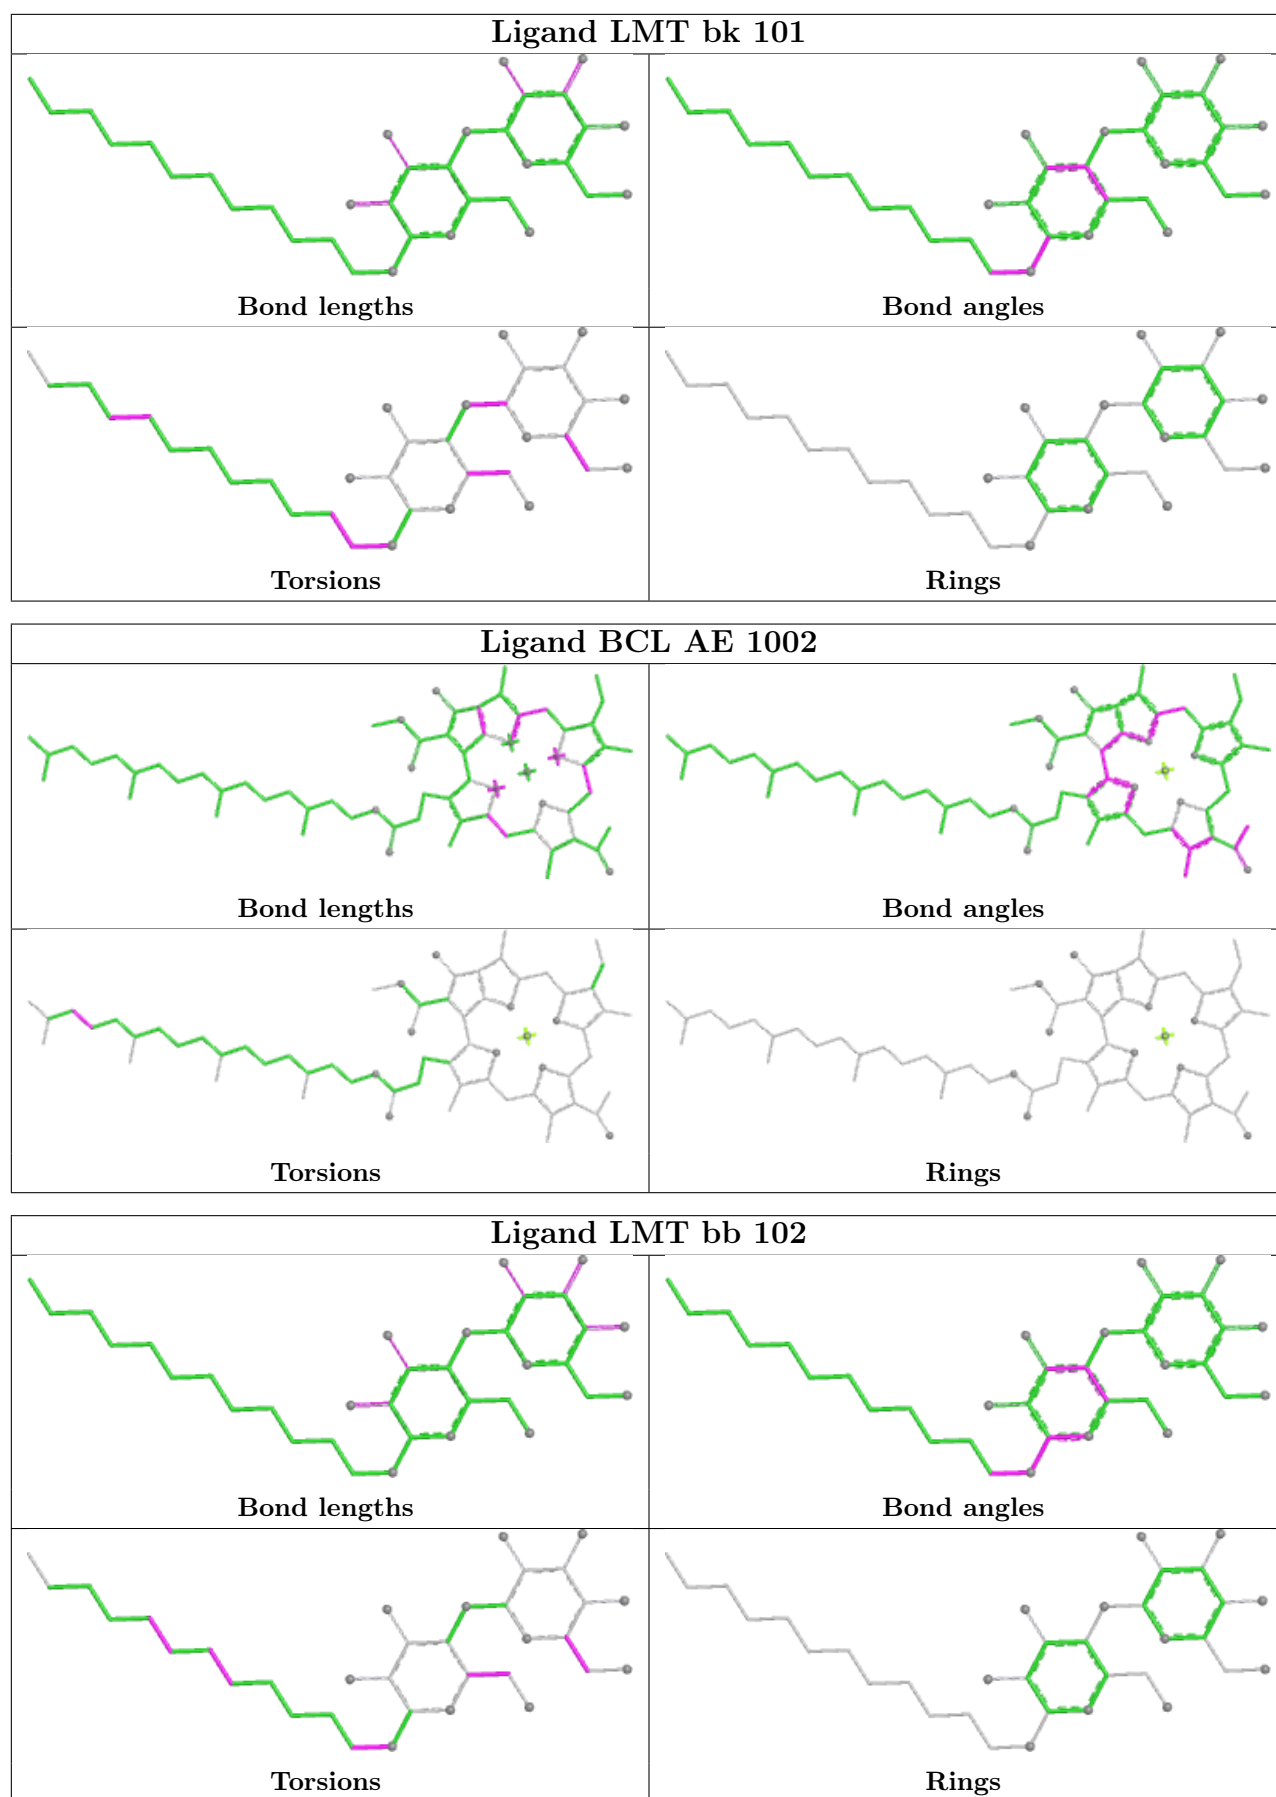 Ligand LMT bk 101
Bond lengths
Bond angles
Torsions
Rings
Ligand BCL AE 1002
Bond lengths
Bond angles
Torsions
Rings
Ligand LMT bb 102
Bond lengths
Bond angles
Torsions
Rings